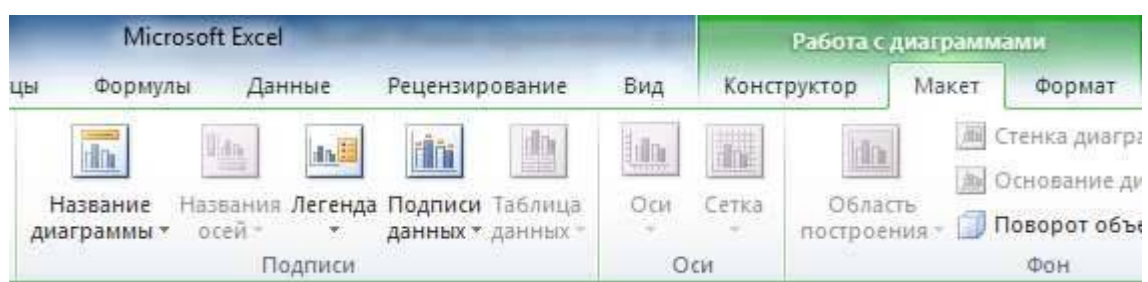 Microsoft Excel
Работа с диаграммами
цы Формулы Данные Рецензирование Вид Конструктор Макет Формат
Название диаграммы
Названия осей
Легенда
Подписи данных
Таблица данных
Подписи
Оси
Сетка
Оси
Область построения
Стенка диагра
Основание ди
Поворот объе
Фон